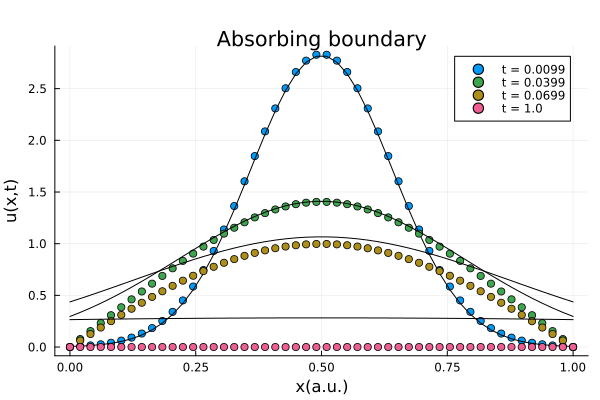 Absorbing boundary
t = 0.0099
t = 0.0399
t = 0.0699
t = 1.0
u(x,t)
2.5
2.0
1.5
1.0
0.5
0.0
0.00 0.25 0.50 0.75 1.00
x(a.u.)